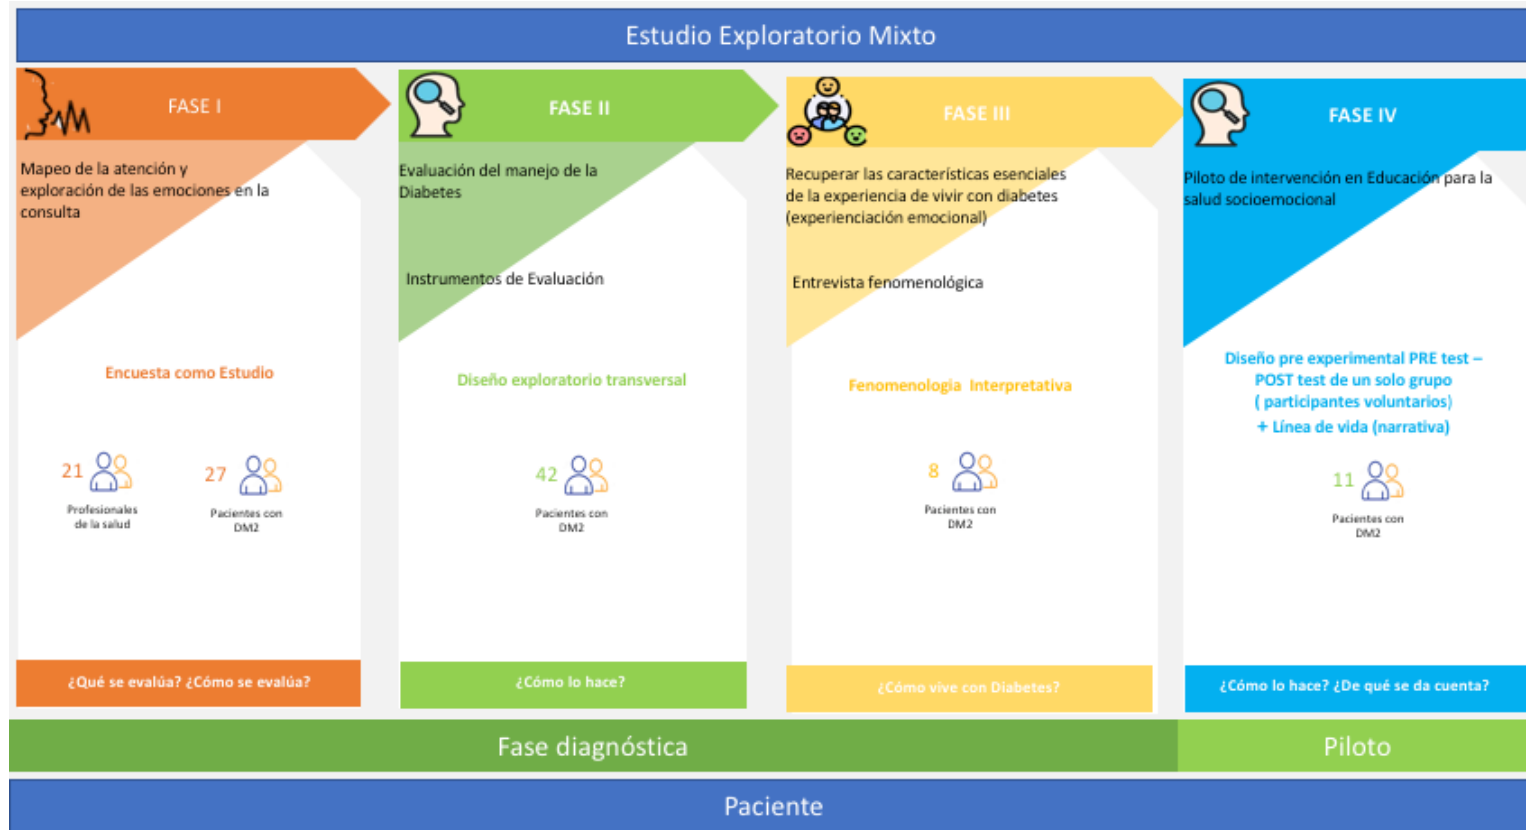 Estudio Exploratorio Mixto
FASE I
Mapeo de la atención y
exploración de las emociones en la
consulta
Encuesta como Estudio
21
Profesionales
de la salud
27
Pacientes con
DM2
¿Qué se evalúa? ¿Cómo se evalúa?
FASE II
Evaluación del manejo de la
Diabetes
Instrumentos de Evaluación
Diseño exploratorio transversal
42
Pacientes con
DM2
¿Cómo lo hace?
FASE III
Recuperar las características esenciales
de la experiencia de vivir con diabetes
(experienciación emocional)
Entrevista fenomenológica
Fenomenologia Interpretativa
8
Pacientes con
DM2
¿Cómo vive con Diabetes?
FASE IV
Piloto de intervención en Educación para la
salud socioemocional
Diseño pre experimental PRE test –
POST test de un solo grupo
( participantes voluntarios)
+ Línea de vida (narrativa)
11
Pacientes con
DM2
¿Cómo lo hace? ¿De qué se da cuenta?
Fase diagnóstica
Piloto
Paciente